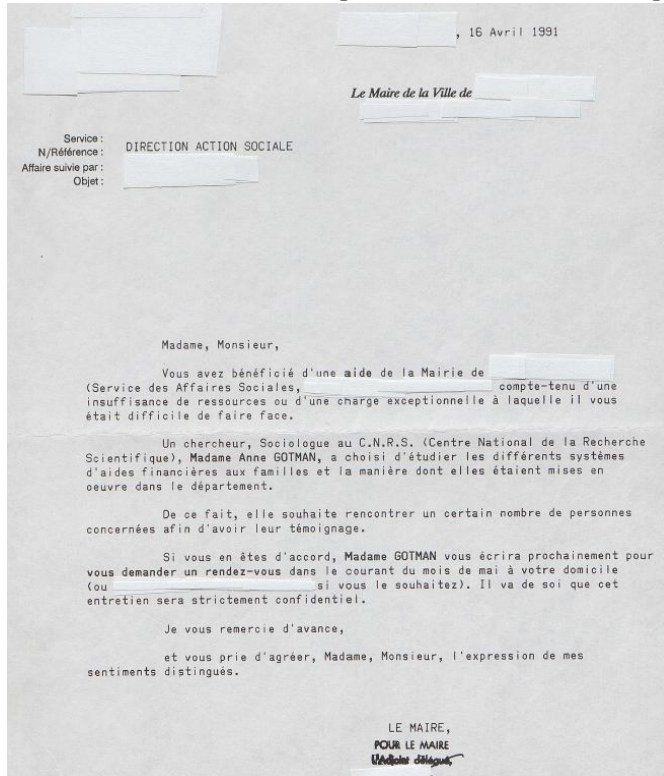 , 16 Avril 1991
Le Maire de la Ville de
Service :
N/Référence : DIRECTION ACTION SOCIALE
Affaire suivie par :
Objet :
Madame, Monsieur,
Vous avez bénéficié d'une aide de la Mairie de
(Service des Affaires Sociales, compte-tenu d'une
insuffisance de ressources ou d'une charge exceptionnelle à laquelle il vous
était difficile de faire face.
Un chercheur, Sociologue au C.N.R.S. (Centre National de la Recherche
Scientifique), Madame Anne GOTMAN, a choisi d'étudier les différents systèmes
d'aides financières aux familles et la manière dont elles étaient mises en
oeuvre dans le département.
De ce fait, elle souhaite rencontrer un certain nombre de personnes
concernées afin d'avoir leur témoignage.
Si vous en êtes d'accord, Madame GOTMAN vous écrira prochainement pour
vous demander un rendez-vous dans le courant du mois de mai à votre domicile
(ou si vous le souhaitez). Il va de soi que cet
entretien sera strictement confidentiel.
Je vous remercie d'avance,
et vous prie d'agréer, Madame, Monsieur, l'expression de mes
sentiments distingués.
LE MAIRE,
POUR LE MAIRE
L'Adjoint délégué,